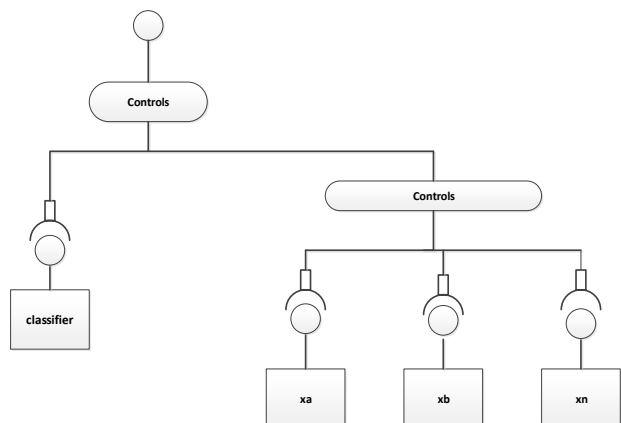 Controls
Controls
classifier
xa
xb
xn